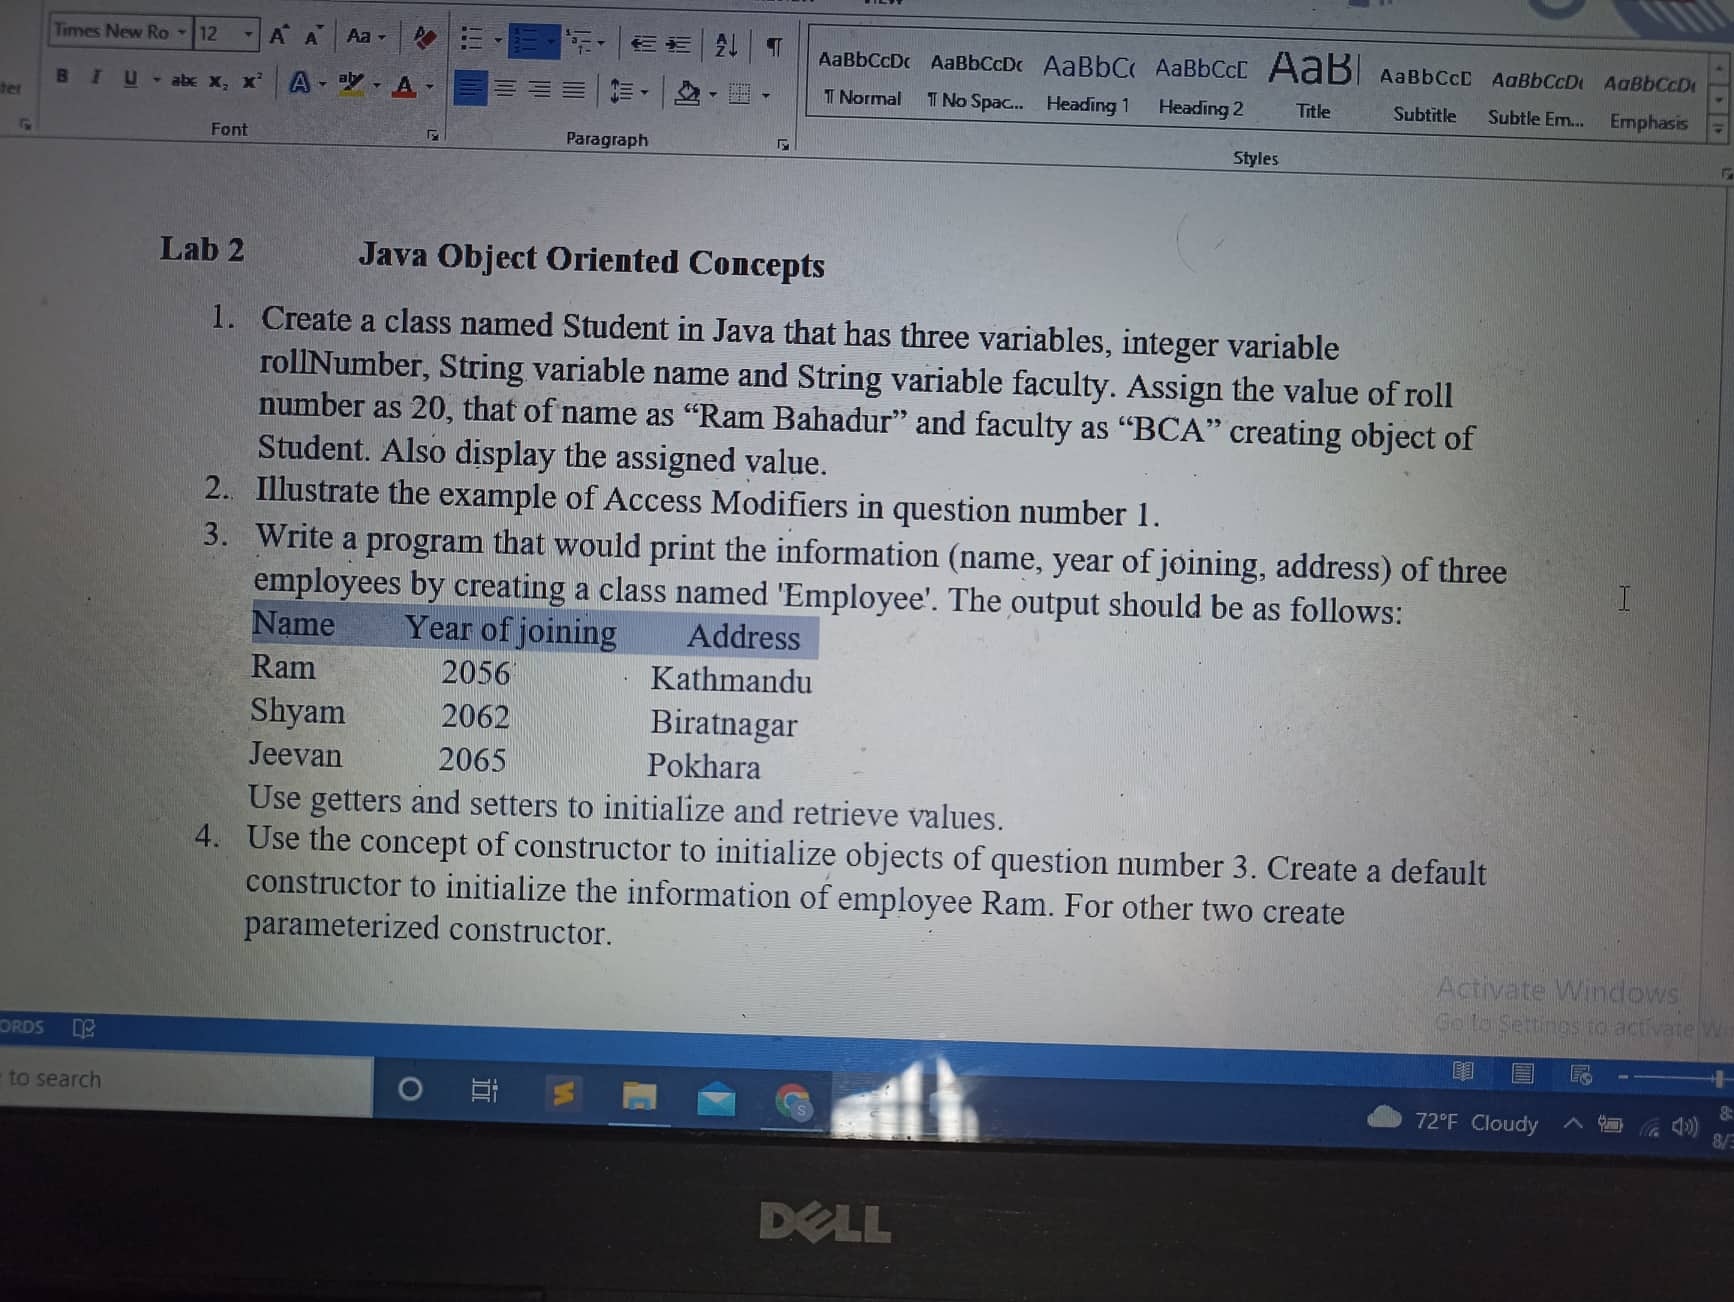 Times New Ro 12 A A Aa
B I U abc X₂ X² A aby A
Font
Paragraph
AaBbCcDc AaBbCcDc AaBbC( AaBbCcD AaB AaBbCcD AaBbCcDt AaBbCcDt
¶ Normal ¶ No Spac... Heading 1 Heading 2 Title Subtitle Subtle Em... Emphasis
Styles
Lab 2 Java Object Oriented Concepts
1. Create a class named Student in Java that has three variables, integer variable
rollNumber, String variable name and String variable faculty. Assign the value of roll
number as 20, that of name as “Ram Bahadur” and faculty as “BCA” creating object of
Student. Also display the assigned value.
2. Illustrate the example of Access Modifiers in question number 1.
3. Write a program that would print the information (name, year of joining, address) of three
employees by creating a class named 'Employee'. The output should be as follows:
Name Year of joining Address
Ram 2056 Kathmandu
Shyam 2062 Biratnagar
Jeevan 2065 Pokhara
Use getters and setters to initialize and retrieve values.
4. Use the concept of constructor to initialize objects of question number 3. Create a default
constructor to initialize the information of employee Ram. For other two create
parameterized constructor.
Activate Windows
Go to Settings to activate W
ORDS
to search
72°F Cloudy
DELL